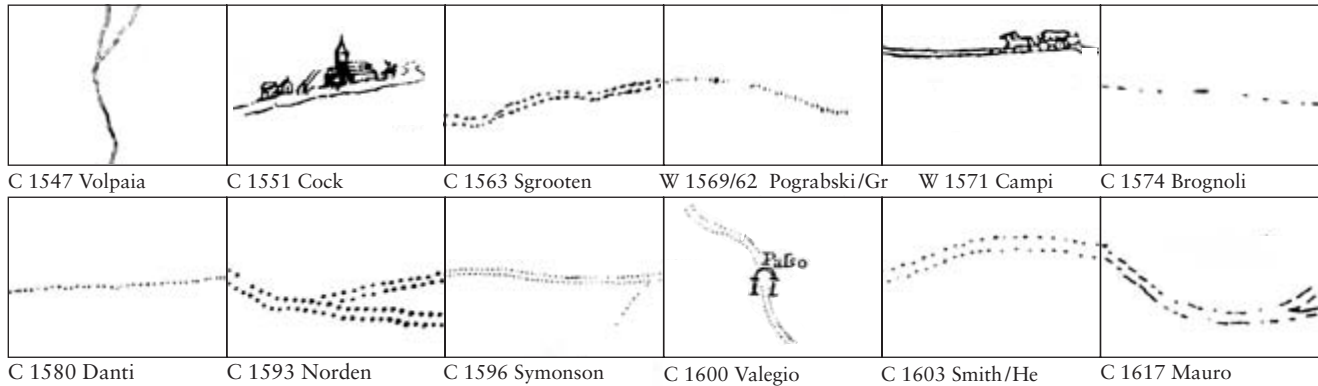 C 1547 Volpaia C 1551 Cock C 1563 Sgrooten W 1569/62 Pograbski/Gr W 1571 Campi C 1574 Brognoli
Paſso
C 1580 Danti C 1593 Norden C 1596 Symonson C 1600 Valegio C 1603 Smith/He C 1617 Mauro